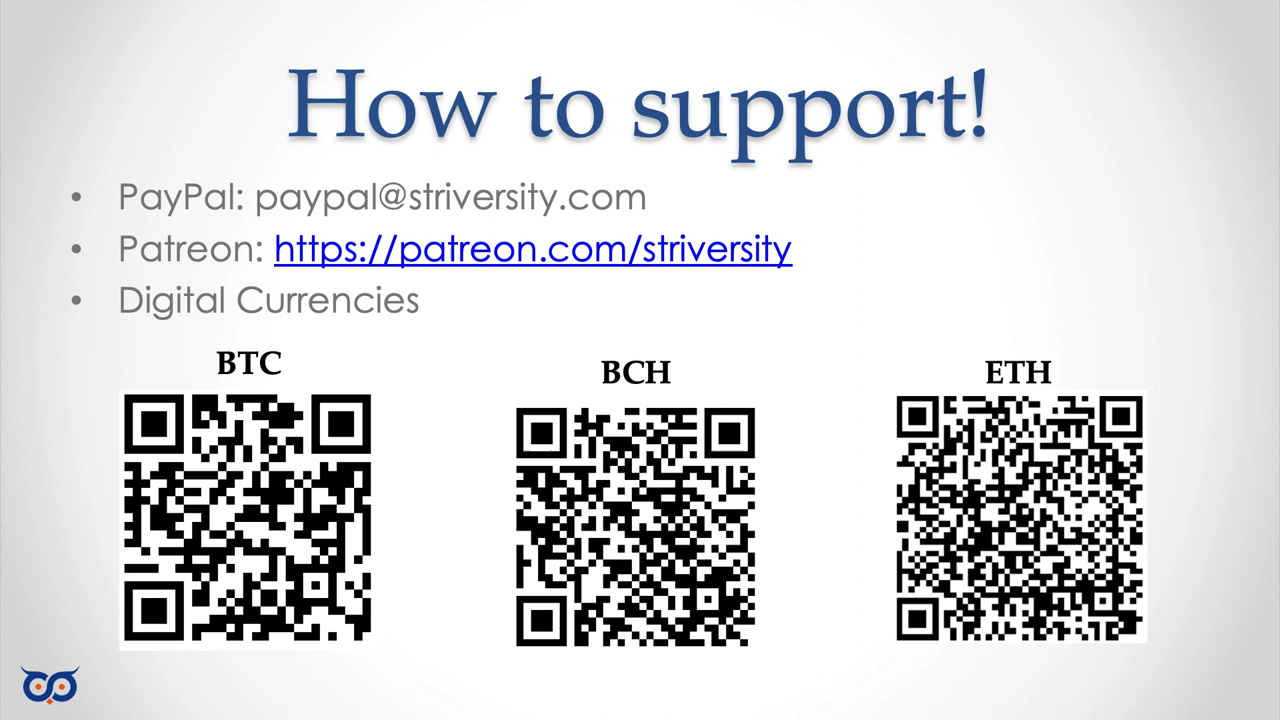 How to support!
• PayPal: paypal@striversity.com
• Patreon: https://patreon.com/striversity
• Digital Currencies
BTC
BCH
ETH